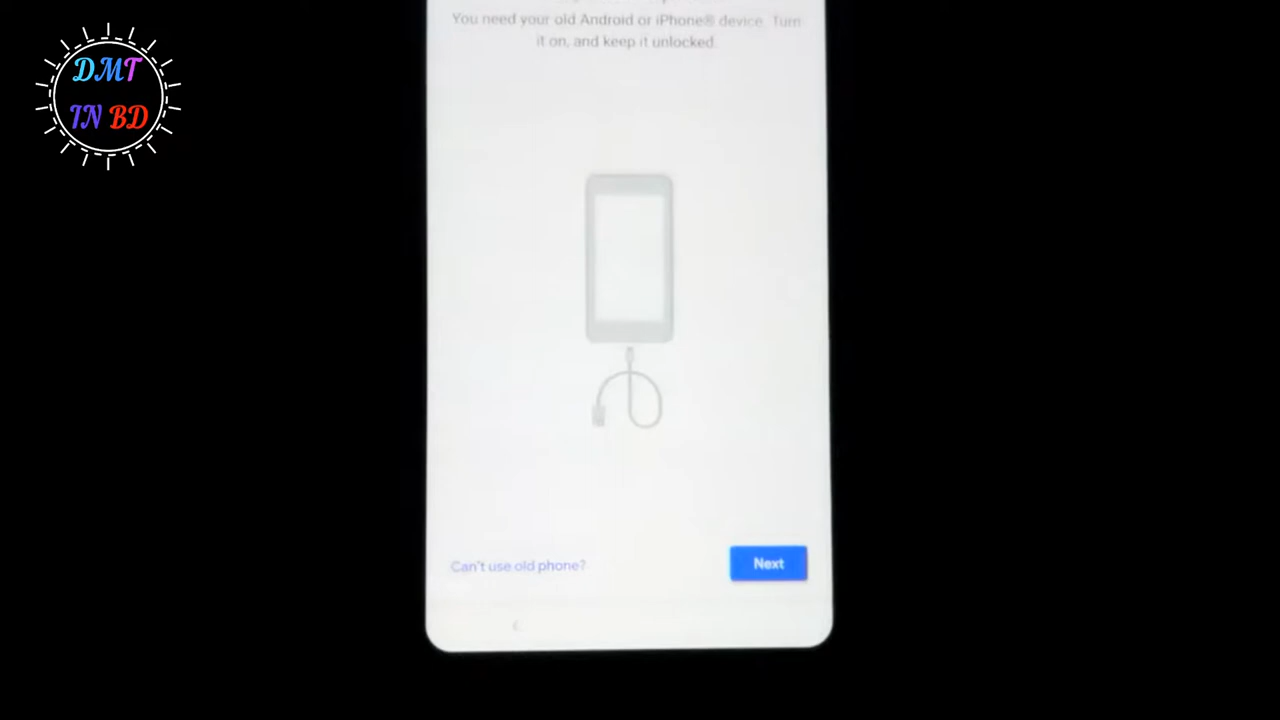 DMT
IN BD
You need your old Android or iPhone® device. Turn
it on, and keep it unlocked.
Can't use old phone?
Next